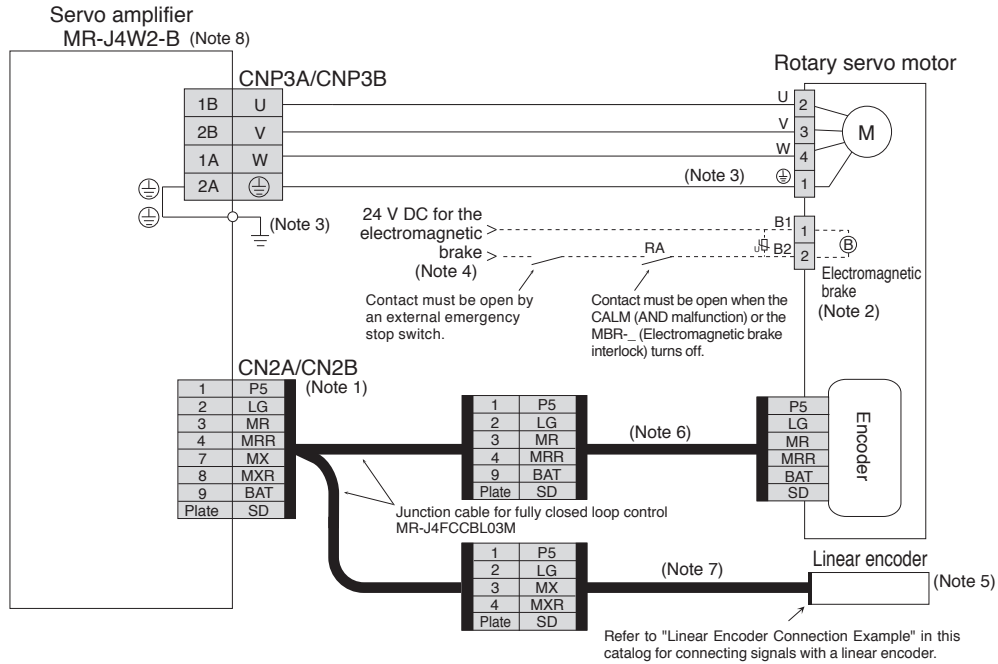 Servo amplifier
MR-J4W2-B (Note 8)
CNP3A/CNP3B
1B U
2B V
1A W
2A
(Note 3)
Rotary servo motor
U 2
V 3
W 4
(Note 3) 1
M
24 V DC for the
electromagnetic
brake
(Note 4)
RA
B1 1
U B2 2
B
Electromagnetic
brake
(Note 2)
Contact must be open by
an external emergency
stop switch.
Contact must be open when the
CALM (AND malfunction) or the
MBR-_ (Electromagnetic brake
interlock) turns off.
CN2A/CN2B
(Note 1)
1 P5
2 LG
3 MR
4 MRR
7 MX
8 MXR
9 BAT
Plate SD
1 P5
2 LG
3 MR
4 MRR
9 BAT
Plate SD
(Note 6)
P5
LG
MR
MRR
BAT
SD
Encoder
Junction cable for fully closed loop control
MR-J4FCCBL03M
1 P5
2 LG
3 MX
4 MXR
Plate SD
(Note 7)
Linear encoder
(Note 5)
Refer to "Linear Encoder Connection Example" in this
catalog for connecting signals with a linear encoder.